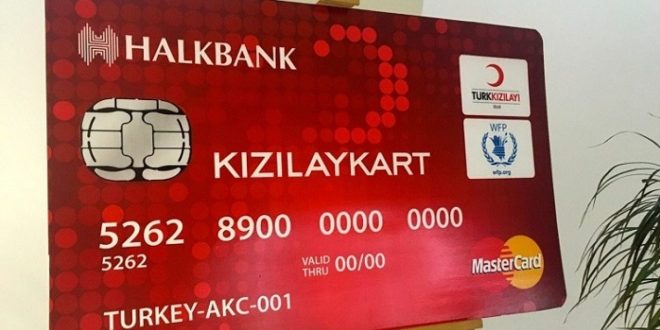 HALKBANK
TÜRKKIZILAYI
WFP
wfp.org
KIZILAYKART
5262 8900 0000 0000
5262
VALID THRU 00/00
MasterCard
TURKEY-AKC-001